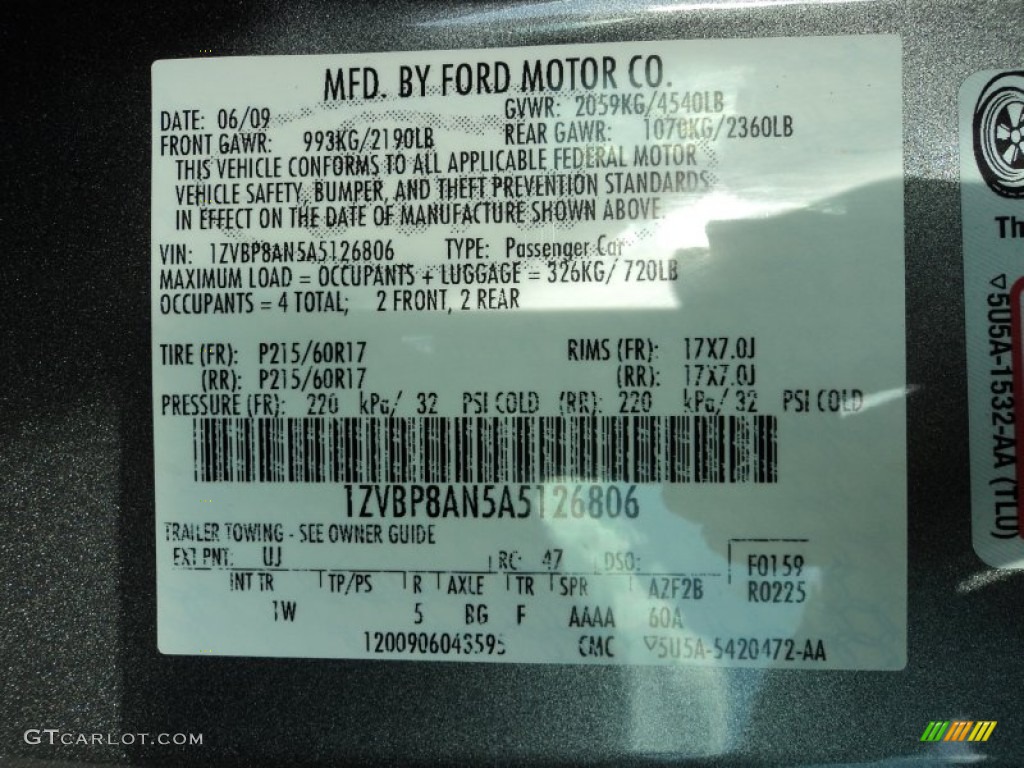 MFD. BY FORD MOTOR CO.
DATE: 06/09 GVWR: 2059KG/4540LB
FRONT GAWR: 993KG/2190LB REAR GAWR: 1070KG/2360LB
THIS VEHICLE CONFORMS TO ALL APPLICABLE FEDERAL MOTOR
VEHICLE SAFETY, BUMPER, AND THEFT PREVENTION STANDARDS
IN EFFECT ON THE DATE OF MANUFACTURE SHOWN ABOVE.
VIN: 1ZVBP8AN5A5126806 TYPE: Passenger Car
MAXIMUM LOAD = OCCUPANTS + LUGGAGE = 326KG/ 720LB
OCCUPANTS = 4 TOTAL; 2 FRONT, 2 REAR
TIRE (FR): P215/60R17 RIMS (FR): 17X7.0J
(RR): P215/60R17 (RR): 17X7.0J
PRESSURE (FR): 220 kPa/ 32 PSI COLD (RR): 220 kPa/ 32 PSI COLD
1ZVBP8AN5A5126806
TRAILER TOWING - SEE OWNER GUIDE
EXT PNT: UJ RC: 47 DSO: F0159
INT TR TP/PS R AXLE TR SPR AZF2B R0225
1W 5 BG F AAAA 60A
120090604359 CMC ▽5U5A-5420472-AA
Th
▽5U5A-1532-AA (TLU)
GTCARLOT.COM